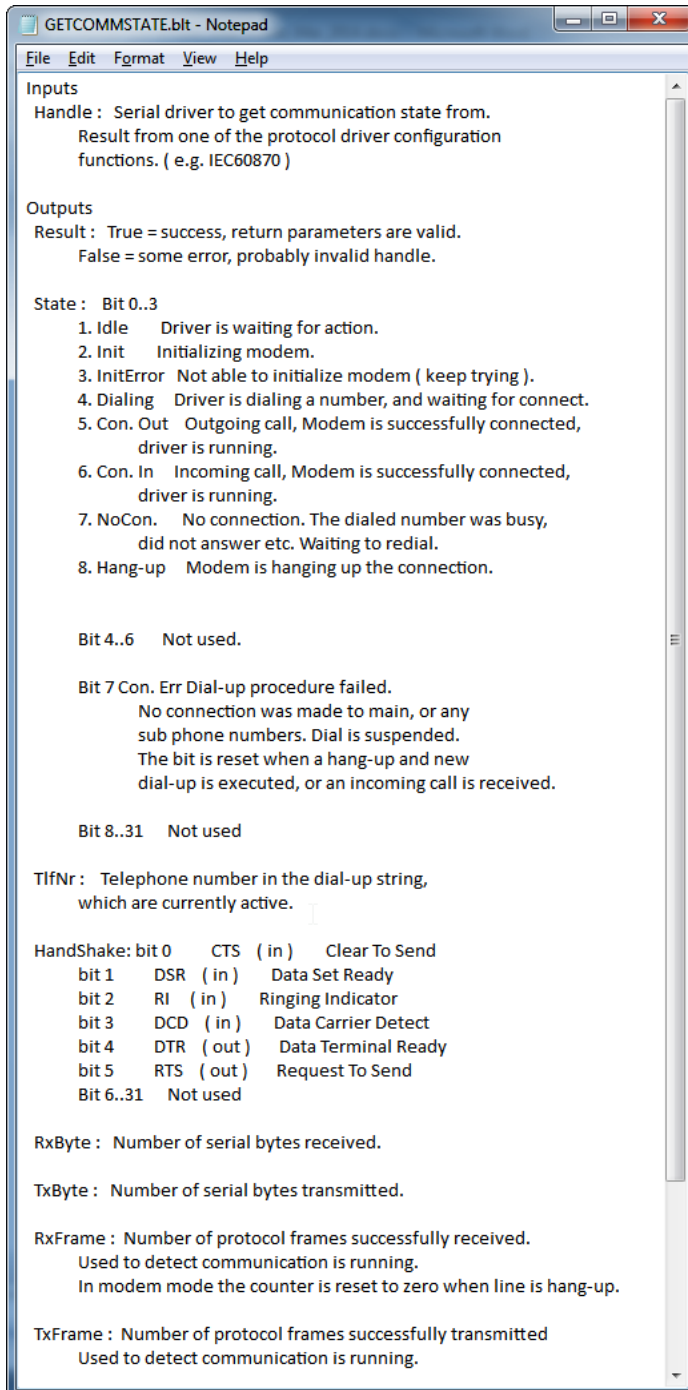 GETCOMMSTATE.blt - Notepad
File Edit Format View Help
Inputs
Handle : Serial driver to get communication state from.
Result from one of the protocol driver configuration
functions. ( e.g. IEC60870 )
Outputs
Result : True = success, return parameters are valid.
False = some error, probably invalid handle.
State : Bit 0..3
1. Idle Driver is waiting for action.
2. Init Initializing modem.
3. InitError Not able to initialize modem ( keep trying ).
4. Dialing Driver is dialing a number, and waiting for connect.
5. Con. Out Outgoing call, Modem is successfully connected,
driver is running.
6. Con. In Incoming call, Modem is successfully connected,
driver is running.
7. NoCon. No connection. The dialed number was busy,
did not answer etc. Waiting to redial.
8. Hang-up Modem is hanging up the connection.
Bit 4..6 Not used.
Bit 7 Con. Err Dial-up procedure failed.
No connection was made to main, or any
sub phone numbers. Dial is suspended.
The bit is reset when a hang-up and new
dial-up is executed, or an incoming call is received.
Bit 8..31 Not used
TlfNr : Telephone number in the dial-up string,
which are currently active.
HandShake: bit 0 CTS ( in ) Clear To Send
bit 1 DSR ( in ) Data Set Ready
bit 2 RI ( in ) Ringing Indicator
bit 3 DCD ( in ) Data Carrier Detect
bit 4 DTR ( out ) Data Terminal Ready
bit 5 RTS ( out ) Request To Send
Bit 6..31 Not used
RxByte : Number of serial bytes received.
TxByte : Number of serial bytes transmitted.
RxFrame : Number of protocol frames successfully received.
Used to detect communication is running.
In modem mode the counter is reset to zero when line is hang-up.
TxFrame : Number of protocol frames successfully transmitted
Used to detect communication is running.